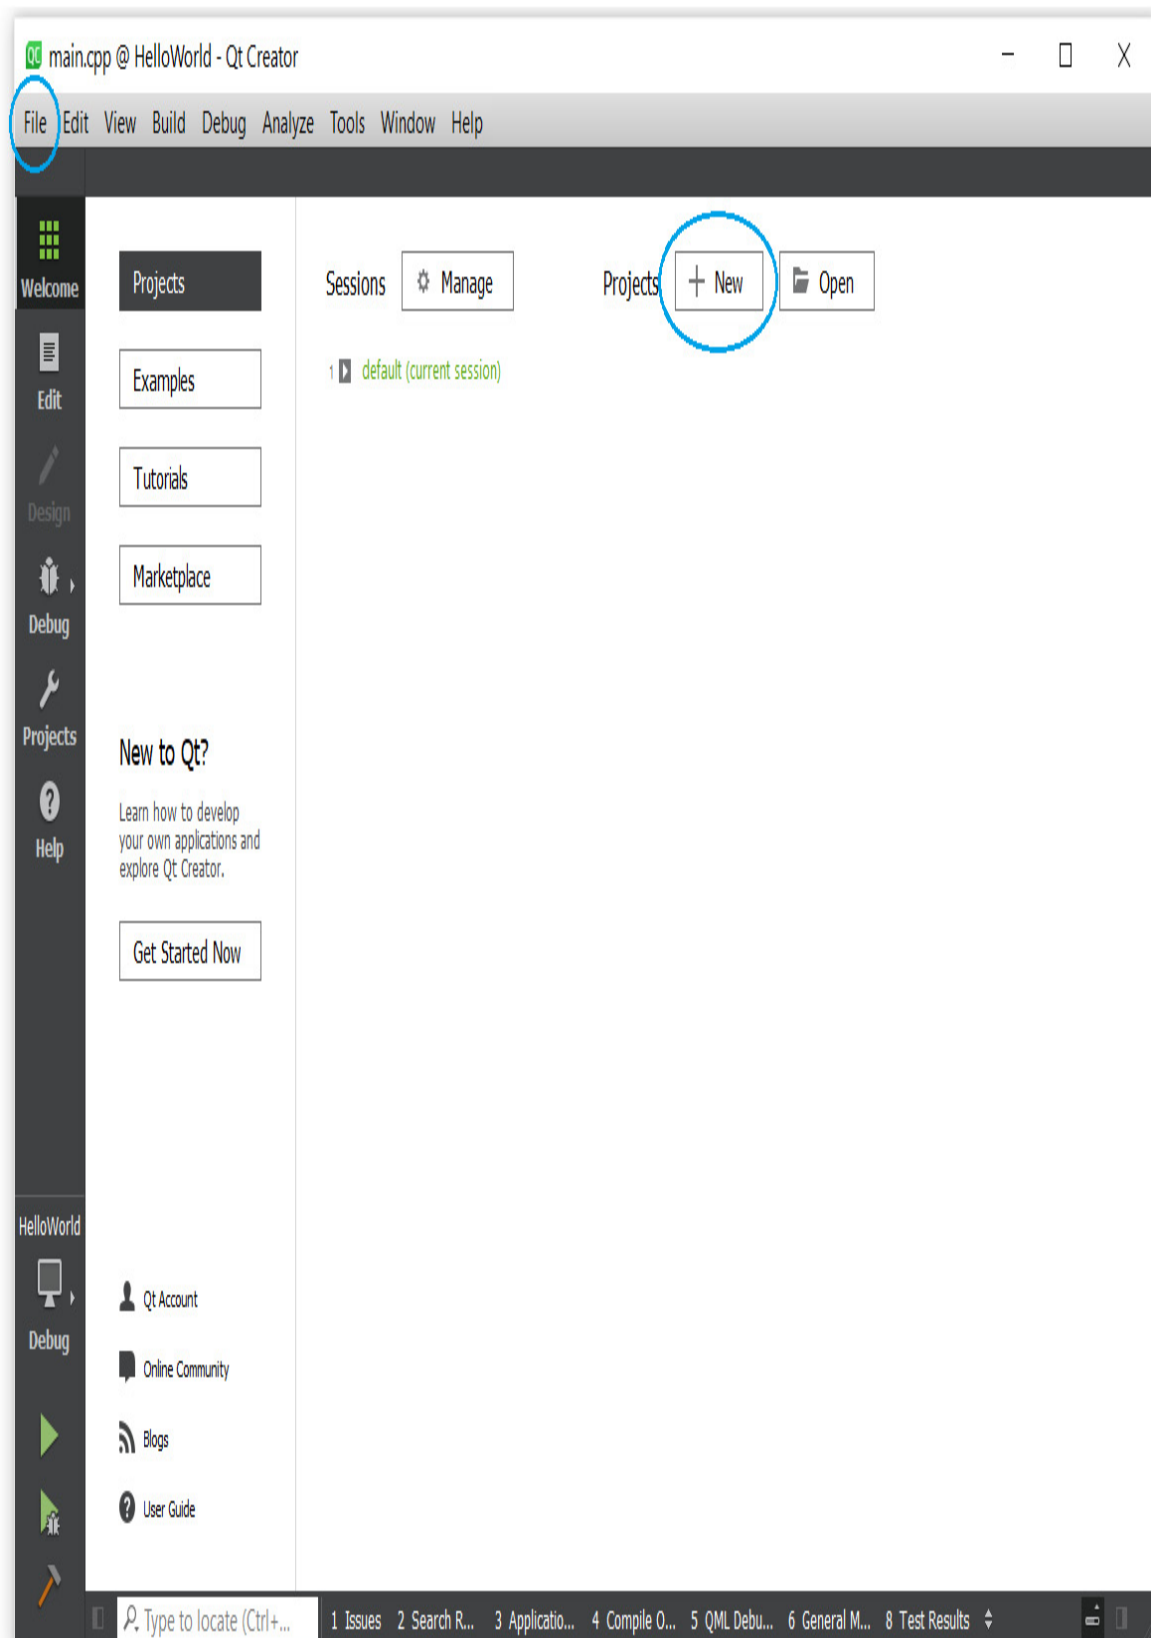 QC main.cpp @ HelloWorld - Qt Creator
File Edit View Build Debug Analyze Tools Window Help
Welcome
Edit
Design
Debug
Projects
Help
Projects
Examples
Tutorials
Marketplace
New to Qt?
Learn how to develop
your own applications and
explore Qt Creator.
Get Started Now
Sessions Manage Projects + New Open
1 default (current session)
Qt Account
Online Community
Blogs
User Guide
HelloWorld
Debug
Type to locate (Ctrl+... 1 Issues 2 Search R... 3 Applicatio... 4 Compile O... 5 QML Debu... 6 General M... 8 Test Results